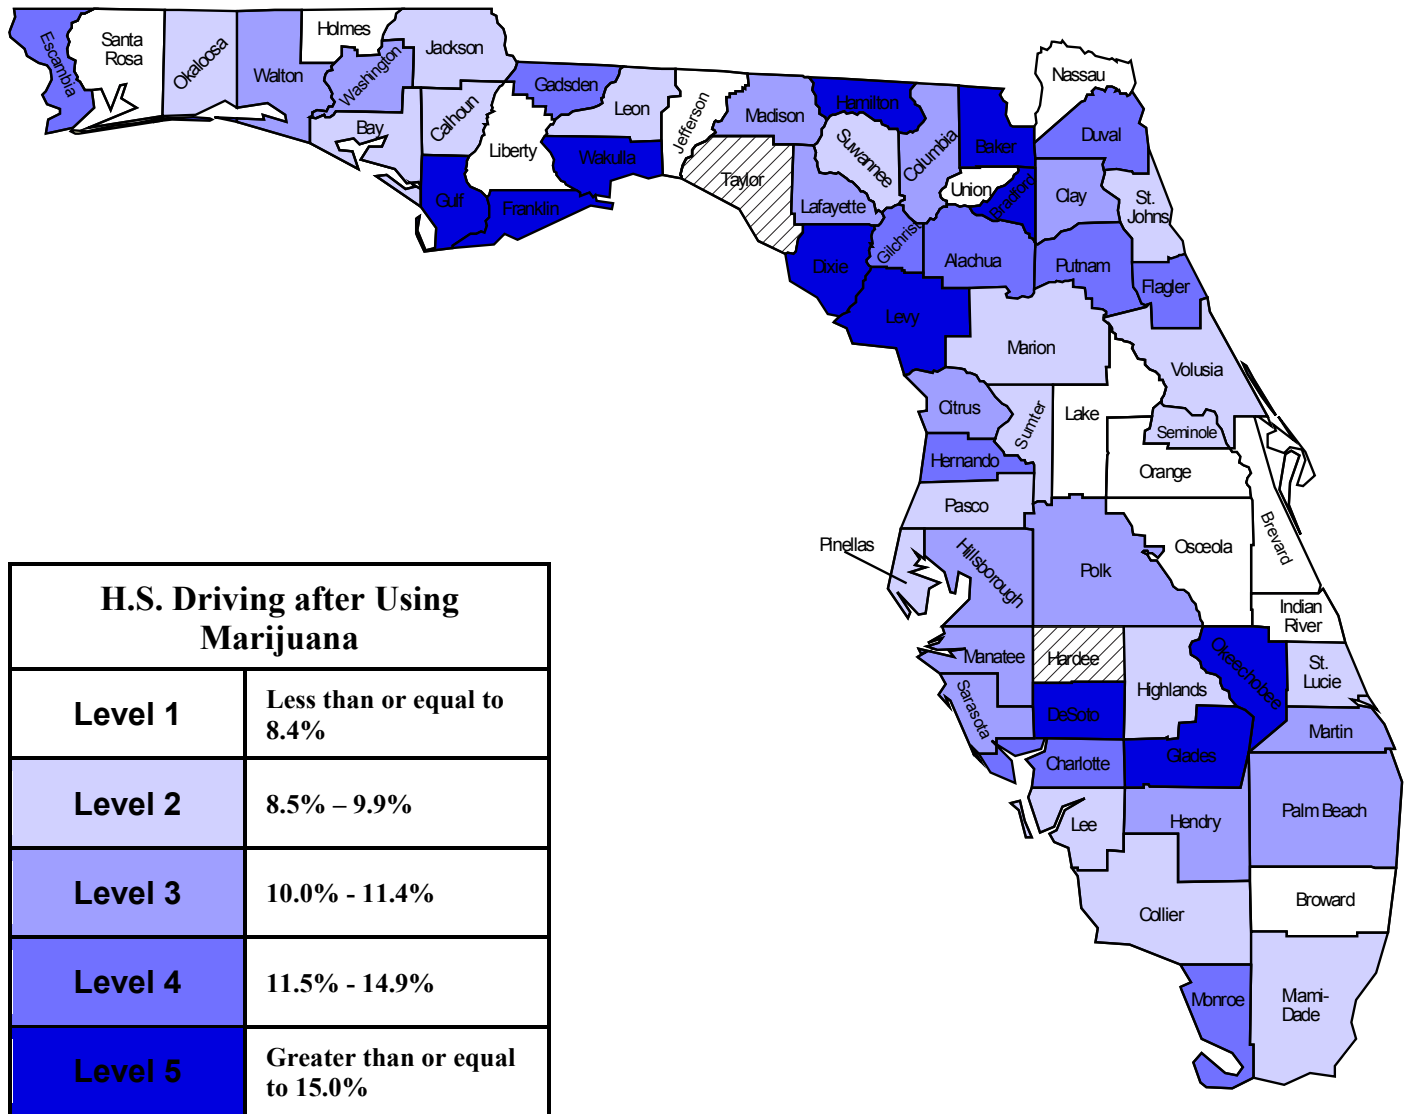 Escambia
Santa
Rosa
Okaloosa
Walton
Holmes
Washington
Jackson
Bay
Calhoun
Gulf
Gadsden
Liberty
Franklin
Leon
Wakulla
Jefferson
Madison
Taylor
Hamilton
Suwannee
Lafayette
Dixie
Columbia
Gilchrist
Levy
Baker
Union
Bradford
Alachua
Nassau
Duval
Clay
St.
Johns
Putnam
Flagler
Marion
Volusia
Citrus
Sumter
Lake
Seminole
Hernando
Orange
Pasco
Pinellas
Hillsborough
Polk
Osceola
Brevard
Indian
River
Manatee
Hardee
Highlands
Okeechobee
St.
Lucie
Sarasota
DeSoto
Martin
Charlotte
Glades
Lee
Hendry
Palm Beach
Collier
Broward
Monroe
Mami-
Dade
H.S. Driving after Using
Marijuana
Level 1
Less than or equal to
8.4%
Level 2
8.5% – 9.9%
Level 3
10.0% - 11.4%
Level 4
11.5% - 14.9%
Level 5
Greater than or equal
to 15.0%